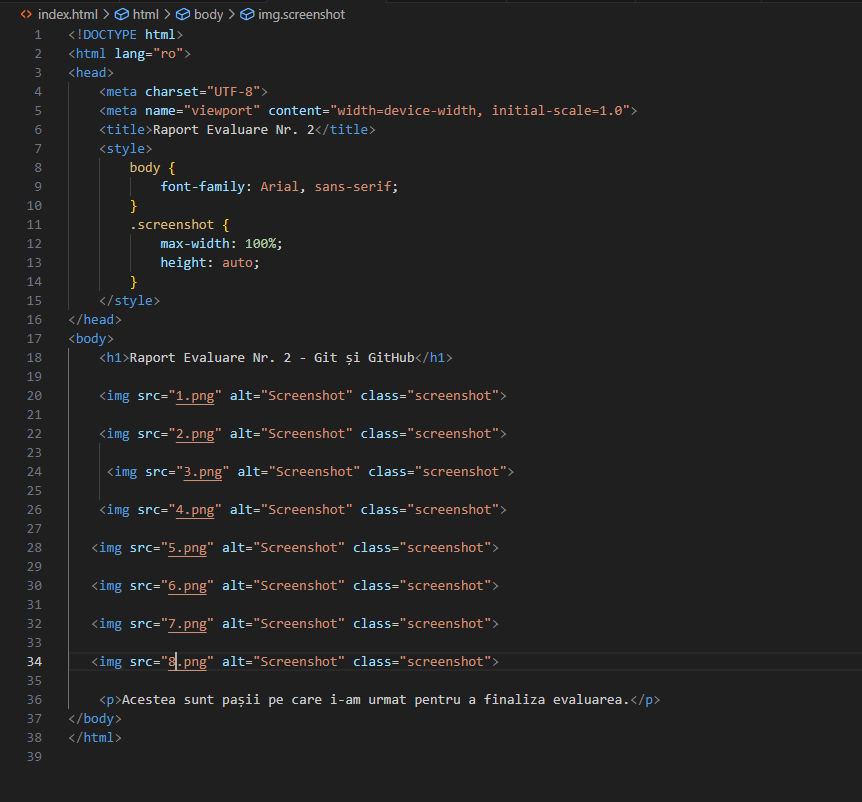 index.html > html > body > img.screenshot
1 <!DOCTYPE html>
2 <html lang="ro">
3 <head>
4     <meta charset="UTF-8">
5     <meta name="viewport" content="width=device-width, initial-scale=1.0">
6     <title>Raport Evaluare Nr. 2</title>
7     <style>
8         body {
9             font-family: Arial, sans-serif;
10         }
11         .screenshot {
12             max-width: 100%;
13             height: auto;
14         }
15     </style>
16 </head>
17 <body>
18     <h1>Raport Evaluare Nr. 2 - Git și GitHub</h1>
19
20     <img src="1.png" alt="Screenshot" class="screenshot">
21
22     <img src="2.png" alt="Screenshot" class="screenshot">
23
24      <img src="3.png" alt="Screenshot" class="screenshot">
25
26     <img src="4.png" alt="Screenshot" class="screenshot">
27
28    <img src="5.png" alt="Screenshot" class="screenshot">
29
30    <img src="6.png" alt="Screenshot" class="screenshot">
31
32    <img src="7.png" alt="Screenshot" class="screenshot">
33
34    <img src="8.png" alt="Screenshot" class="screenshot">
35
36     <p>Acestea sunt pașii pe care i-am urmat pentru a finaliza evaluarea.</p>
37 </body>
38 </html>
39